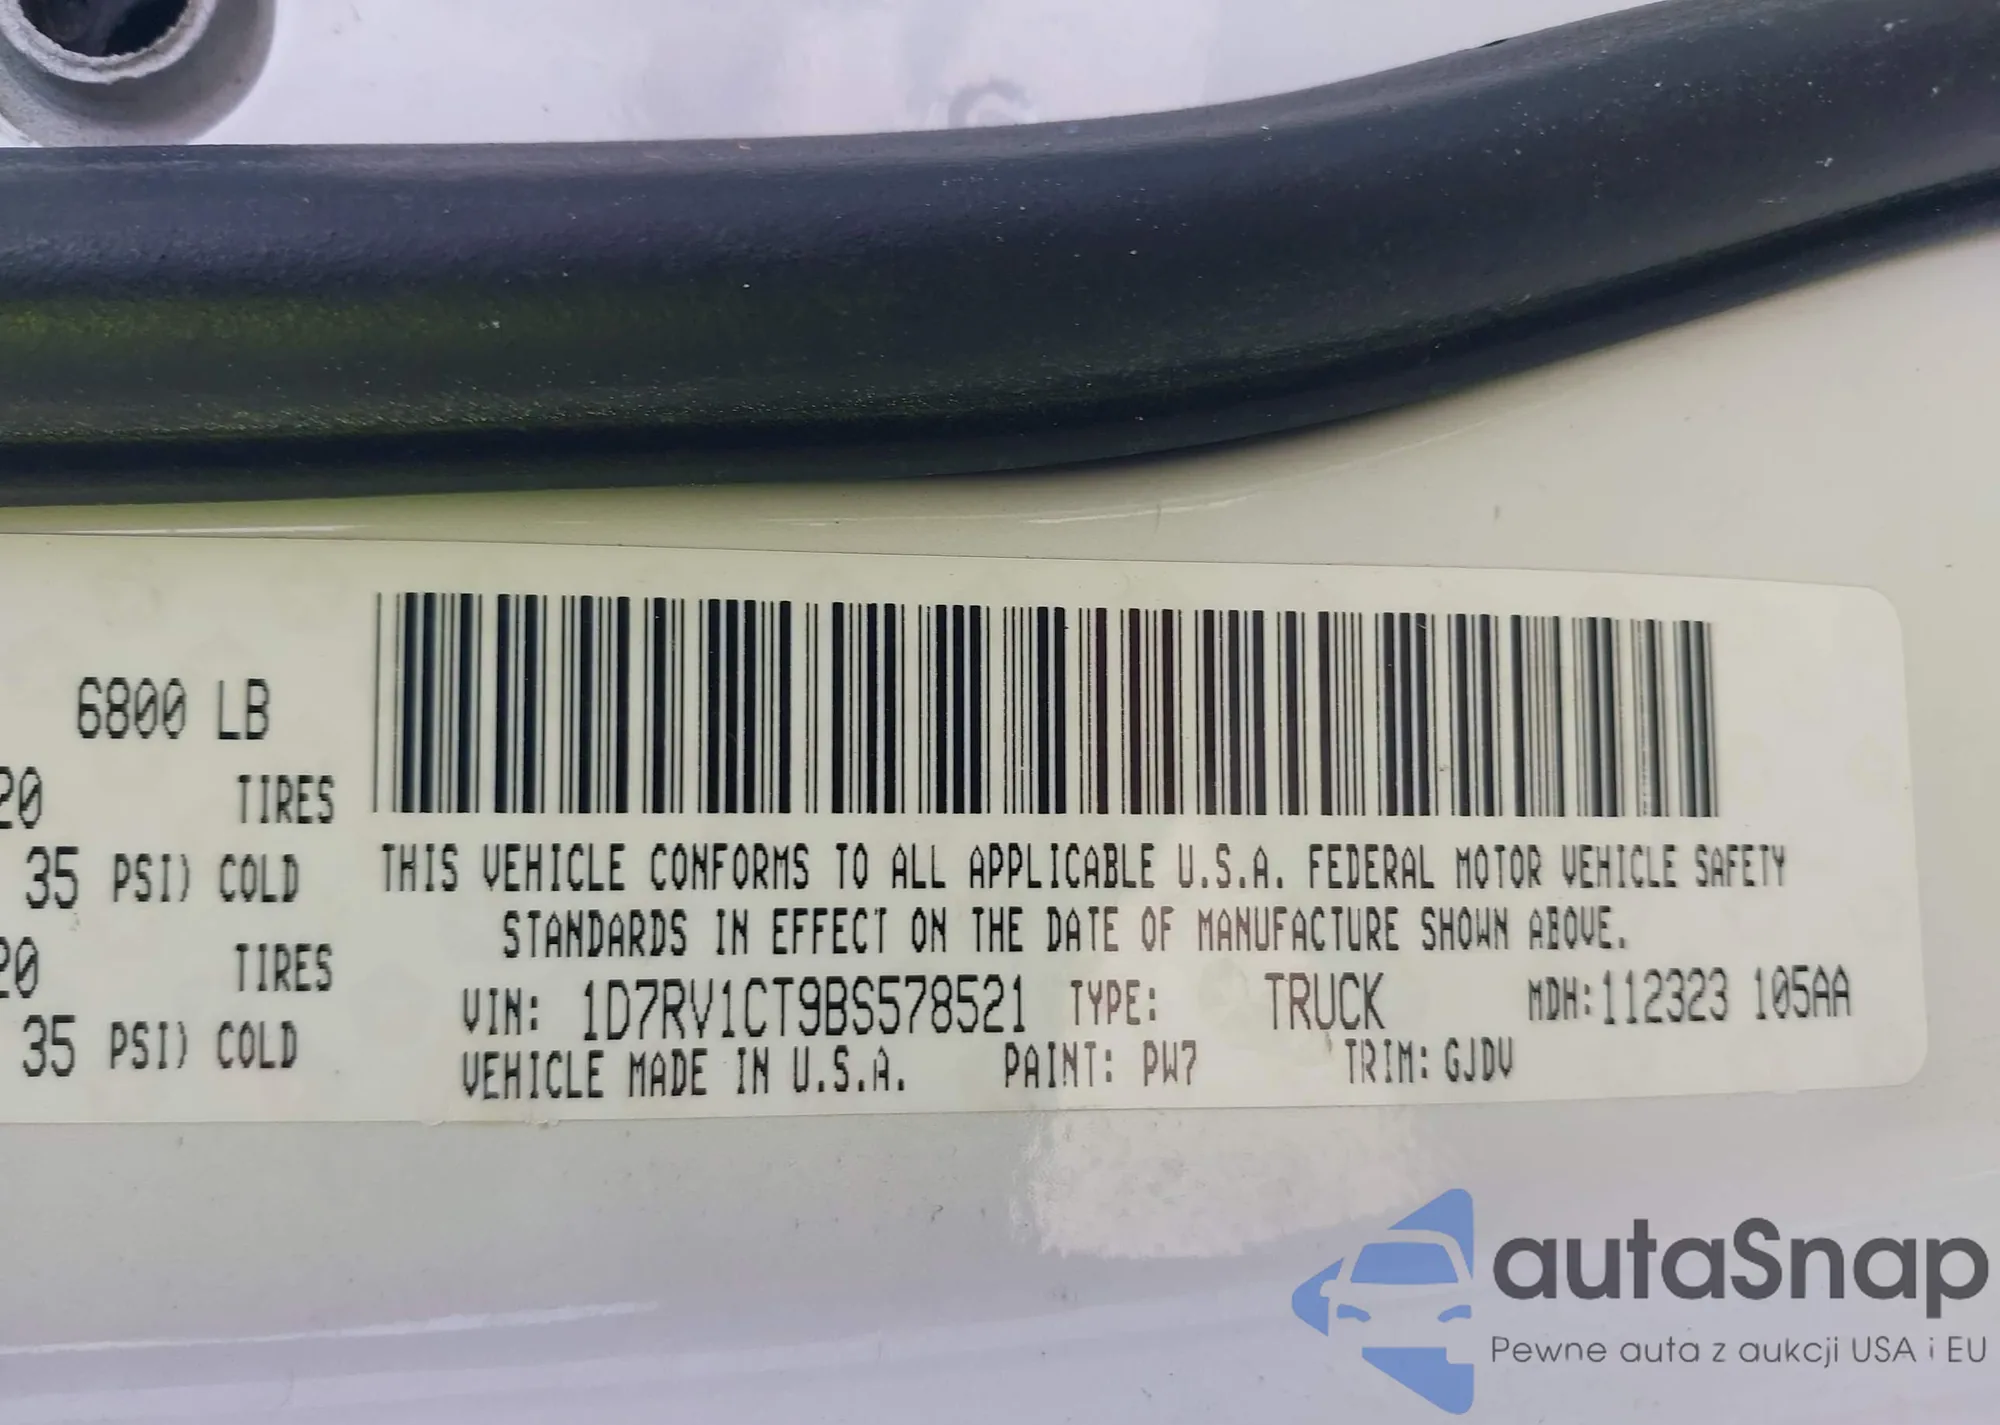 6800 LB
20 TIRES
35 PSI) COLD
20 TIRES
35 PSI) COLD
THIS VEHICLE CONFORMS TO ALL APPLICABLE U.S.A. FEDERAL MOTOR VEHICLE SAFETY
STANDARDS IN EFFECT ON THE DATE OF MANUFACTURE SHOWN ABOVE.
VIN: 1D7RV1CT9BS578521 TYPE: TRUCK MDH:112323 105AA
VEHICLE MADE IN U.S.A. PAINT: PW7 TRIM: GJDV
autaSnap
Pewne auta z aukcji USA i EU